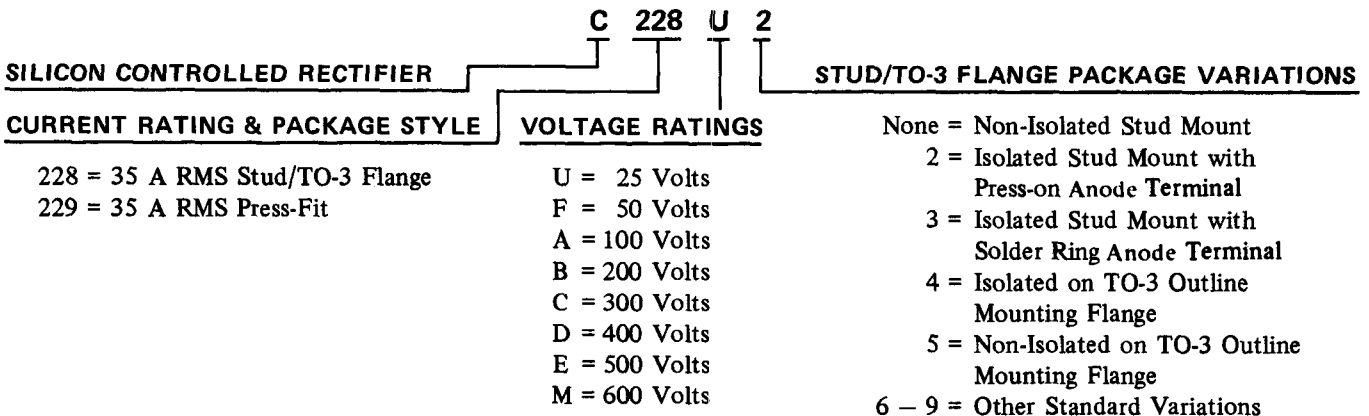 C 228 U 2
SILICON CONTROLLED RECTIFIER
CURRENT RATING & PACKAGE STYLE
228 = 35 A RMS Stud/TO-3 Flange
229 = 35 A RMS Press-Fit
VOLTAGE RATINGS
U = 25 Volts
F = 50 Volts
A = 100 Volts
B = 200 Volts
C = 300 Volts
D = 400 Volts
E = 500 Volts
M = 600 Volts
STUD/TO-3 FLANGE PACKAGE VARIATIONS
None = Non-Isolated Stud Mount
2 = Isolated Stud Mount with
Press-on Anode Terminal
3 = Isolated Stud Mount with
Solder Ring Anode Terminal
4 = Isolated on TO-3 Outline
Mounting Flange
5 = Non-Isolated on TO-3 Outline
Mounting Flange
6 – 9 = Other Standard Variations